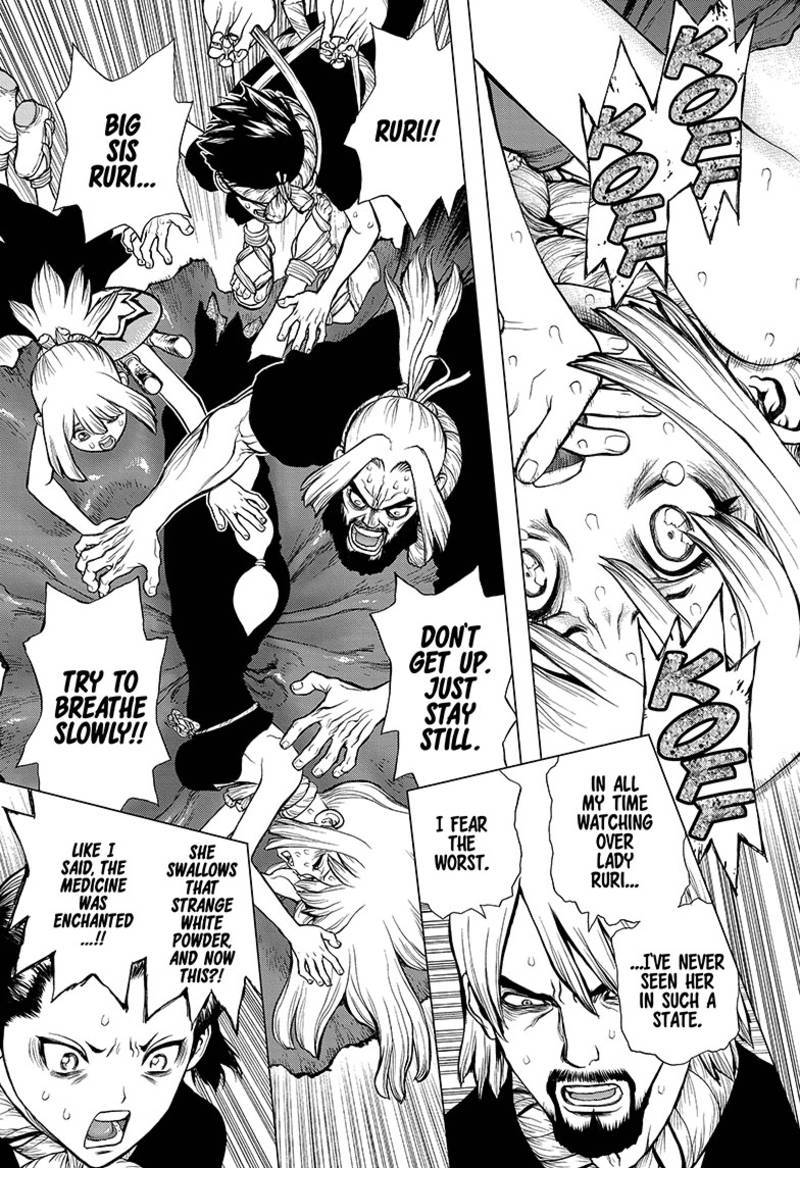 KOFF
KOFF
KOFF
RURI!!
BIG
SIS
RURI...
DON'T
GET UP.
JUST
STAY
STILL.
TRY TO
BREATHE
SLOWLY!!
IN ALL
MY TIME
WATCHING
OVER
LADY
RURI...
...I'VE NEVER
SEEN HER
IN SUCH A
STATE.
I FEAR
THE
WORST.
SHE
SWALLOWS
THAT
STRANGE
WHITE
POWDER,
AND NOW
THIS?!
LIKE I
SAID, THE
MEDICINE
WAS
ENCHANTED
...!!